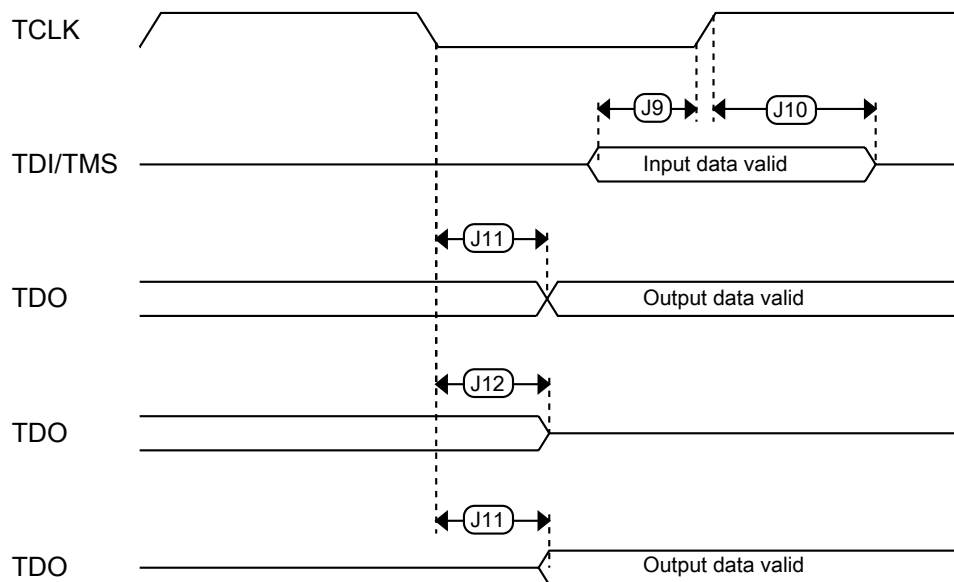 TCLK
J9
J10
TDI/TMS
Input data valid
J11
TDO
Output data valid
J12
TDO
J11
TDO
Output data valid